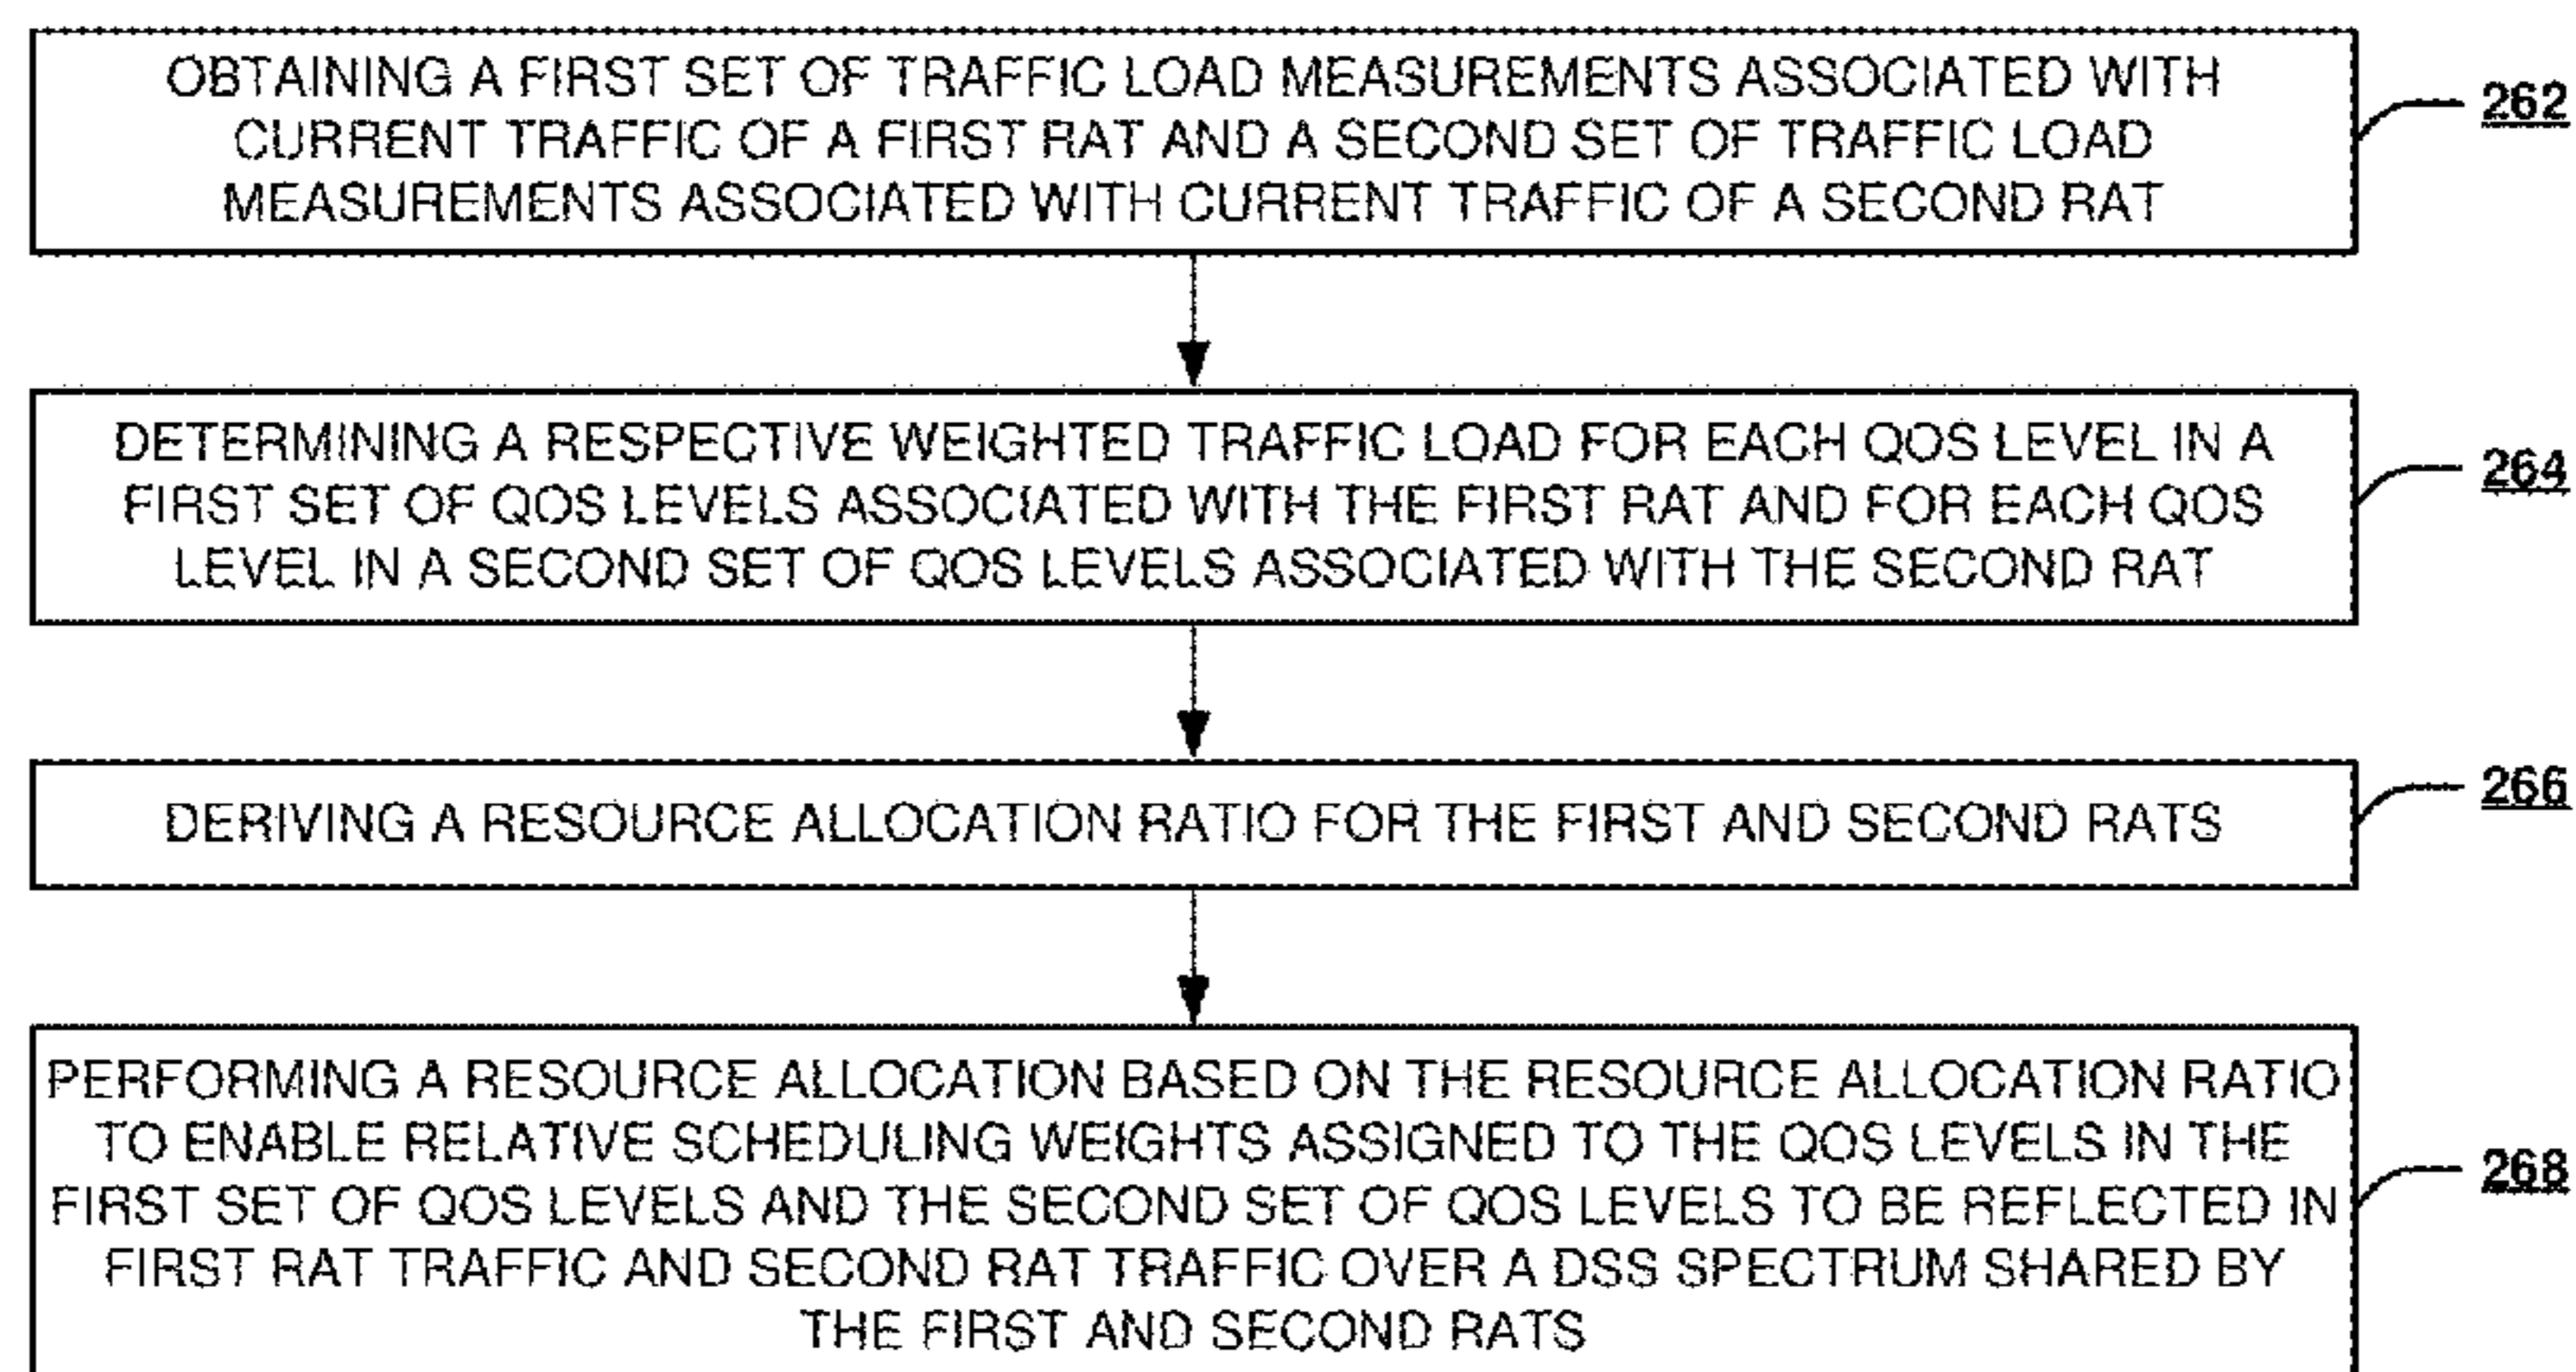 OBTAINING A FIRST SET OF TRAFFIC LOAD MEASUREMENTS ASSOCIATED WITH
CURRENT TRAFFIC OF A FIRST RAT AND A SECOND SET OF TRAFFIC LOAD
MEASUREMENTS ASSOCIATED WITH CURRENT TRAFFIC OF A SECOND RAT
262
DETERMINING A RESPECTIVE WEIGHTED TRAFFIC LOAD FOR EACH QOS LEVEL IN A
FIRST SET OF QOS LEVELS ASSOCIATED WITH THE FIRST RAT AND FOR EACH QOS
LEVEL IN A SECOND SET OF QOS LEVELS ASSOCIATED WITH THE SECOND RAT
264
DERIVING A RESOURCE ALLOCATION RATIO FOR THE FIRST AND SECOND RATS
266
PERFORMING A RESOURCE ALLOCATION BASED ON THE RESOURCE ALLOCATION RATIO
TO ENABLE RELATIVE SCHEDULING WEIGHTS ASSIGNED TO THE QOS LEVELS IN THE
FIRST SET OF QOS LEVELS AND THE SECOND SET OF QOS LEVELS TO BE REFLECTED IN
FIRST RAT TRAFFIC AND SECOND RAT TRAFFIC OVER A DSS SPECTRUM SHARED BY
THE FIRST AND SECOND RATS
268